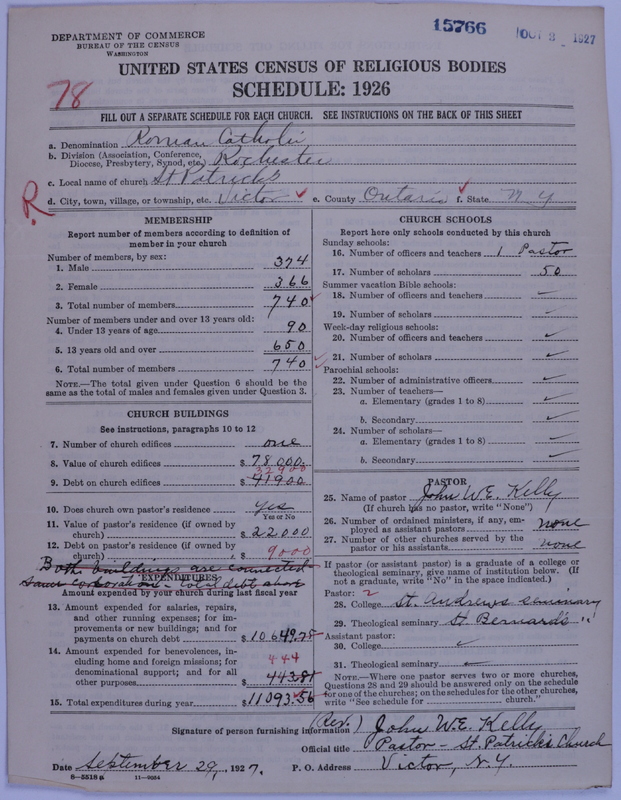 DEPARTMENT OF COMMERCE
BUREAU OF THE CENSUS
WASHINGTON
15766
OCT 3 1927
UNITED STATES CENSUS OF RELIGIOUS BODIES
SCHEDULE: 1926
78
FILL OUT A SEPARATE SCHEDULE FOR EACH CHURCH. SEE INSTRUCTIONS ON THE BACK OF THIS SHEET
a. Denomination Roman Catholic
b. Division (Association, Conference, Diocese, Presbytery, Synod, etc.) Rochester
c. Local name of church St Patrick's
R
d. City, town, village, or township, etc. Victor e. County Ontario f. State N Y
MEMBERSHIP
Report number of members according to definition of
member in your church
Number of members, by sex:
1. Male 374
2. Female 366
3. Total number of members 740
Number of members under and over 13 years old:
4. Under 13 years of age 90
5. 13 years old and over 650
6. Total number of members 740
NOTE.—The total given under Question 6 should be the
same as the total of males and females given under Question 3.
CHURCH BUILDINGS
See instructions, paragraphs 10 to 12
7. Number of church edifices one
8. Value of church edifices $ 78000.
32900
9. Debt on church edifices $ 41900
10. Does church own pastor's residence yes
Yes or No
11. Value of pastor's residence (if owned by
church) $ 22000
12. Debt on pastor's residence (if owned by
church) $ 9000
Both buildings are connected
same corporation. Total debt above
EXPENDITURES
Amount expended by your church during last fiscal year
13. Amount expended for salaries, repairs,
and other running expenses; for im-
provements or new buildings; and for
payments on church debt $ 10649.75
14. Amount expended for benevolences, in-
cluding home and foreign missions; for
denominational support; and for all
other purposes $ 443.81
444
15. Total expenditures during year $ 11093.56
CHURCH SCHOOLS
Report here only schools conducted by this church
Sunday schools:
16. Number of officers and teachers 1 Pastor
17. Number of scholars 50
Summer vacation Bible schools:
18. Number of officers and teachers
19. Number of scholars
Week-day religious schools:
20. Number of officers and teachers
21. Number of scholars
Parochial schools:
22. Number of administrative officers
23. Number of teachers—
a. Elementary (grades 1 to 8)
b. Secondary
24. Number of scholars—
a. Elementary (grades 1 to 8)
b. Secondary
PASTOR
25. Name of pastor John W.E. Kelly
(If church has no pastor, write "None")
26. Number of ordained ministers, if any, em-
ployed as assistant pastors none
27. Number of other churches served by the
pastor or his assistants none
If pastor (or assistant pastor) is a graduate of a college or
theological seminary, give name of institution below. (If
not a graduate, write "No" in the space indicated.)
Pastor: 2
28. College St. Andrews seminary
29. Theological seminary St Bernard's "
Assistant pastor:
30. College
31. Theological seminary
NOTE.—Where one pastor serves two or more churches,
Questions 28 and 29 should be answered only on the schedule
for one of the churches; on the schedules for the other churches,
write "See schedule for church."
Signature of person furnishing information (Rev.) John W.E. Kelly
Official title Pastor - St. Patrick's Church
Date September 29, 1927. P. O. Address Victor, N.Y.
8—5518 a 11—9054